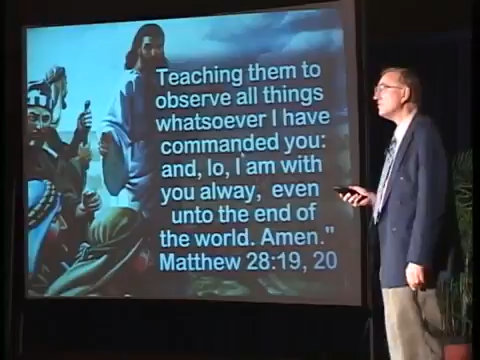 Teaching them to
observe all things
whatsoever I have
commanded you:
and, lo, I am with
you alway, even
unto the end of
the world. Amen."
Matthew 28:19, 20